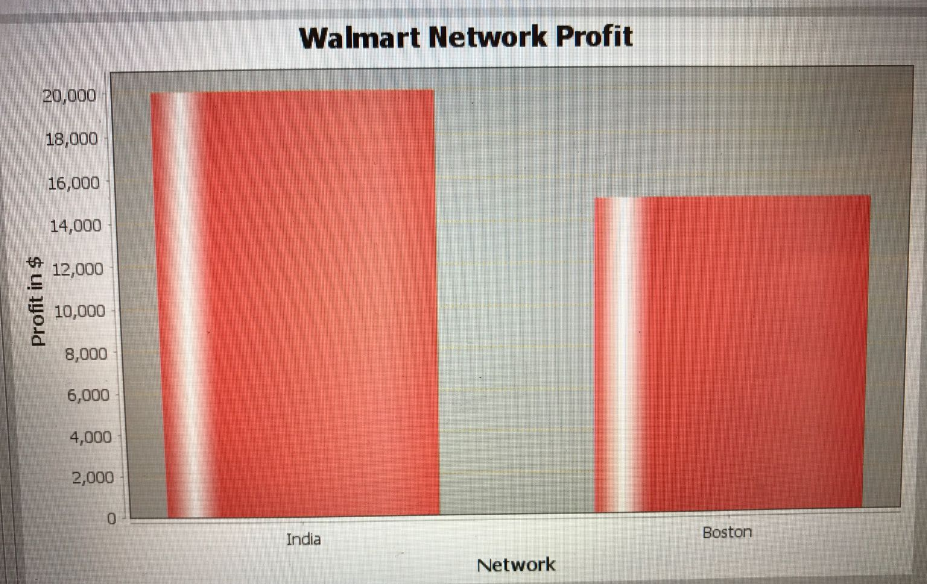 Walmart Network Profit
Profit in $
20,000
18,000
16,000
14,000
12,000
10,000
8,000
6,000
4,000
2,000
0
India
Boston
Network